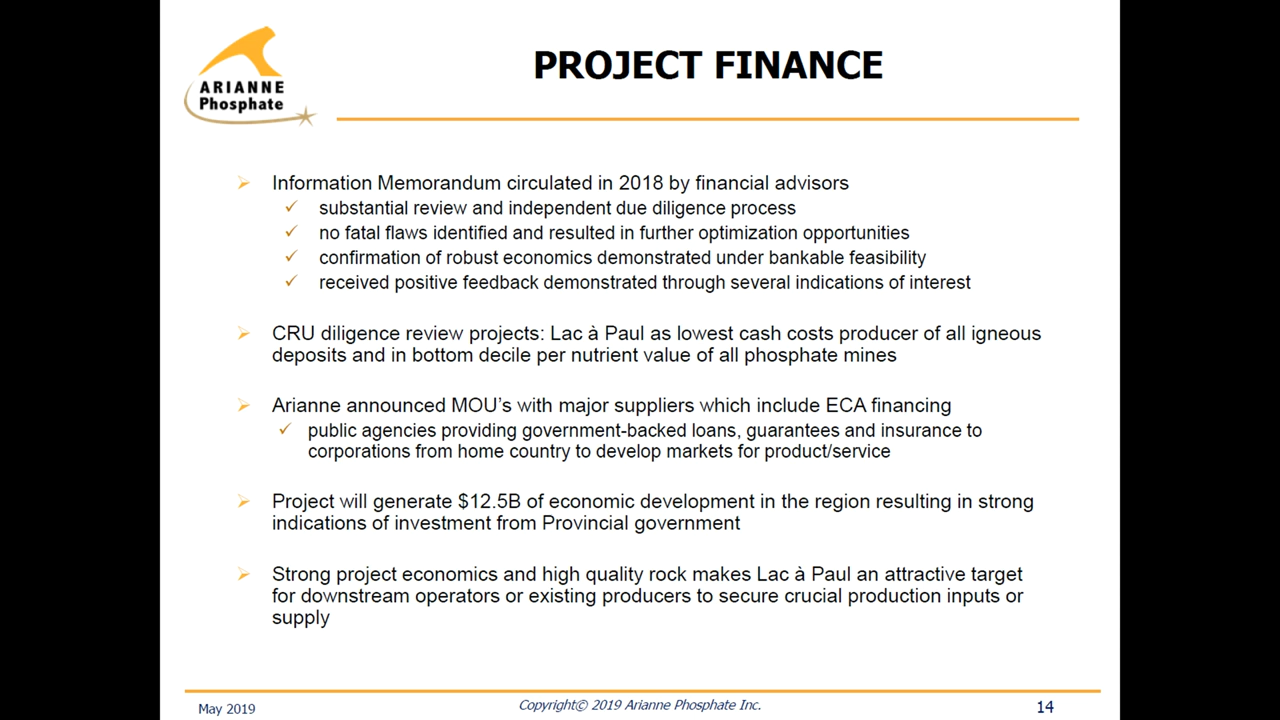 ARIANNE
Phosphate
PROJECT FINANCE
Information Memorandum circulated in 2018 by financial advisors
substantial review and independent due diligence process
no fatal flaws identified and resulted in further optimization opportunities
confirmation of robust economics demonstrated under bankable feasibility
received positive feedback demonstrated through several indications of interest
CRU diligence review projects: Lac à Paul as lowest cash costs producer of all igneous
deposits and in bottom decile per nutrient value of all phosphate mines
Arianne announced MOU's with major suppliers which include ECA financing
public agencies providing government-backed loans, guarantees and insurance to
corporations from home country to develop markets for product/service
Project will generate $12.5B of economic development in the region resulting in strong
indications of investment from Provincial government
Strong project economics and high quality rock makes Lac à Paul an attractive target
for downstream operators or existing producers to secure crucial production inputs or
supply
May 2019
Copyright© 2019 Arianne Phosphate Inc.
14